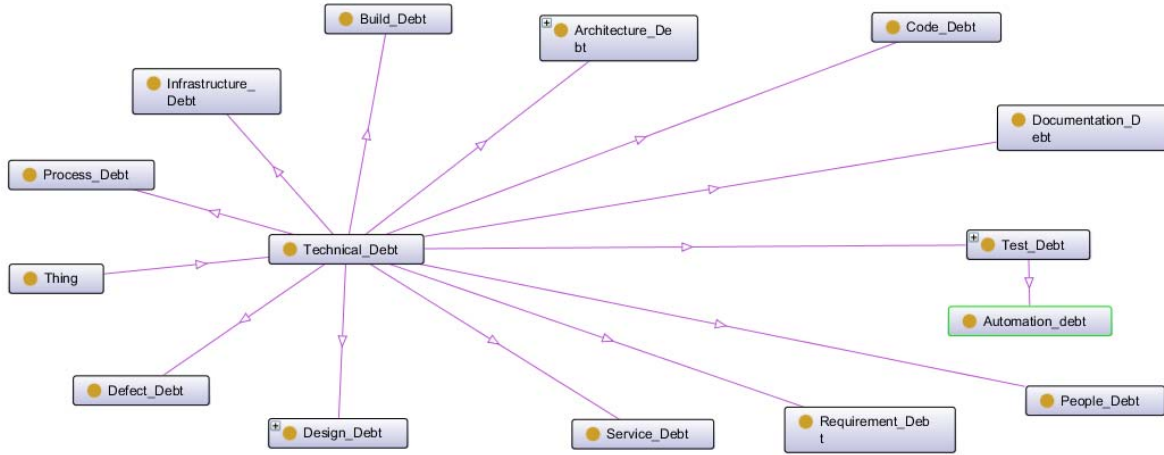 Build_Debt
Architecture_De
bt
Code_Debt
Infrastructure_
Debt
Documentation_D
ebt
Process_Debt
Technical_Debt
Test_Debt
Thing
Automation_debt
Defect_Debt
Design_Debt
Service_Debt
Requirement_Deb
t
People_Debt